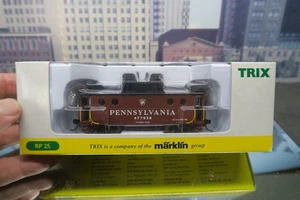 TRIX
PENNSYLVANIA
477938
RP 25
TRIX is a company of the märklin group